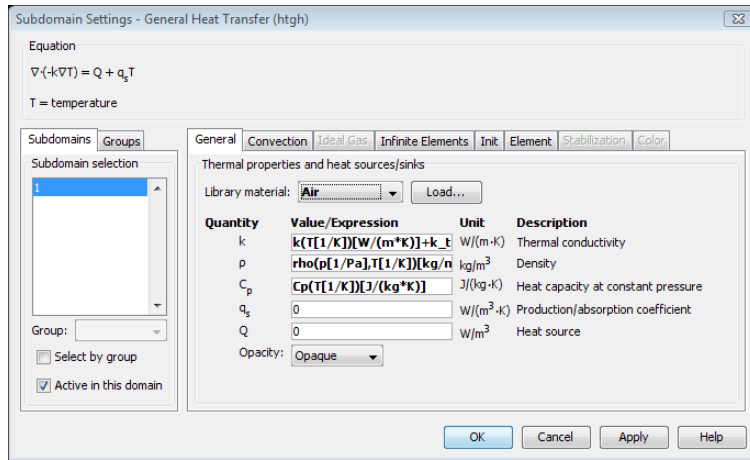 Subdomain Settings - General Heat Transfer (htgh)
Equation
∇·(-k∇T) = Q + qₛT
T = temperature
Subdomains Groups
Subdomain selection
1
Group:
Select by group
Active in this domain
General Convection Ideal Gas Infinite Elements Init Element Stabilization Color
Thermal properties and heat sources/sinks
Library material: Air Load...
Quantity Value/Expression Unit Description
k k(T[1/K])[W/(m*K)]+k_t W/(m·K) Thermal conductivity
ρ rho(p[1/Pa],T[1/K])[kg/n kg/m³ Density
Cₚ Cp(T[1/K])[J/(kg*K)] J/(kg·K) Heat capacity at constant pressure
qₛ 0 W/(m³·K) Production/absorption coefficient
Q 0 W/m³ Heat source
Opacity: Opaque
OK Cancel Apply Help